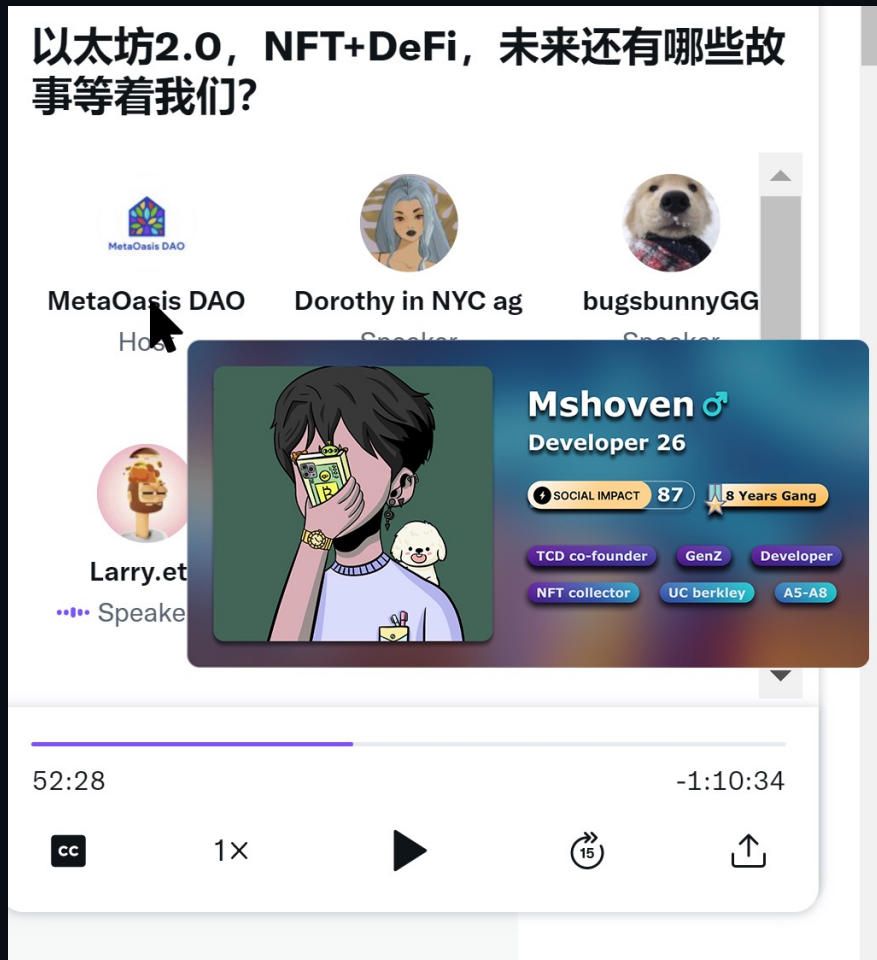 以太坊2.0，NFT+DeFi，未来还有哪些故
事等着我们？
MetaOasis DAO
MetaOasis DAO
Dorothy in NYC ag
bugsbunnyGG
Host
Speaker
Speaker
Mshoven
Developer 26
SOCIAL IMPACT 87
8 Years Gang
TCD co-founder
GenZ
Developer
NFT collector
UC berkley
A5-A8
Larry.et
Speake
52:28
-1:10:34
CC
1×
15